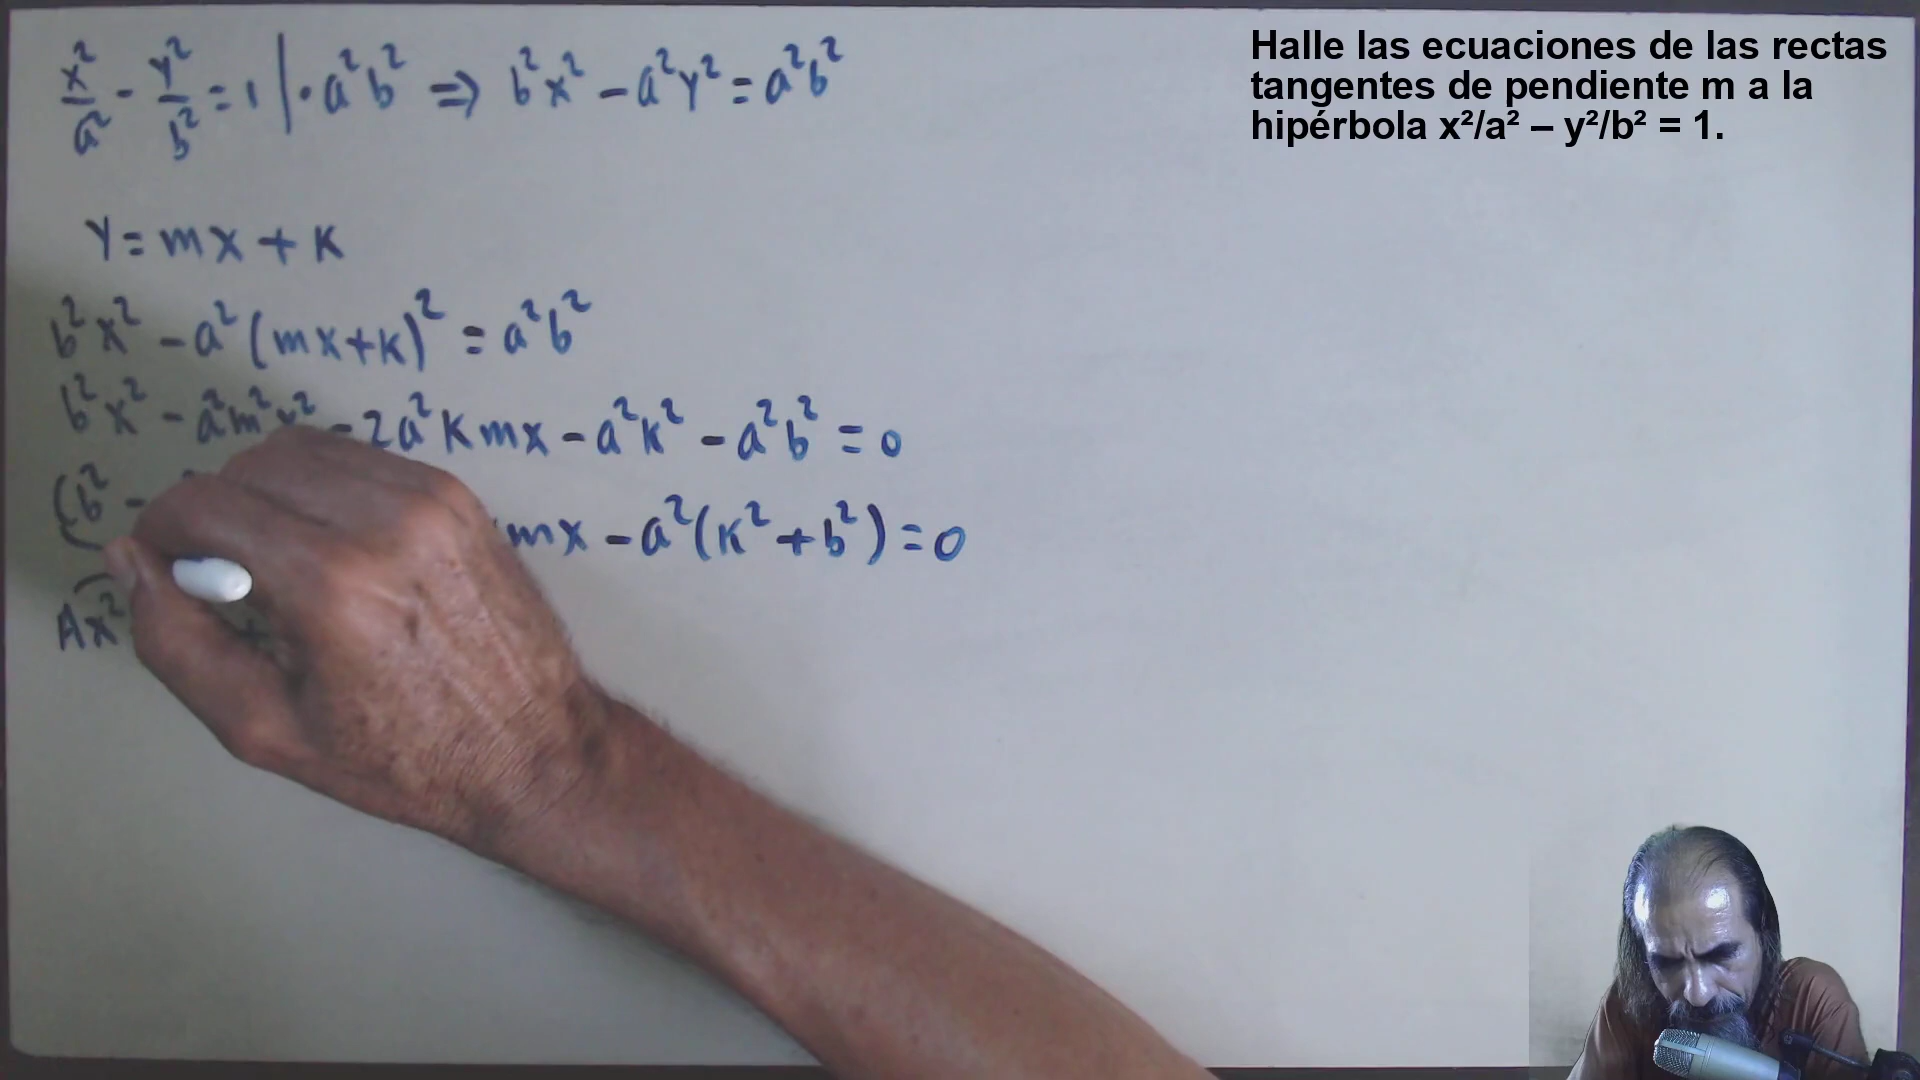 x²/a² - y²/b² = 1 | · a²b² ⇒ b²x² - a²y² = a²b²
Halle las ecuaciones de las rectas
tangentes de pendiente m a la
hipérbola x²/a² – y²/b² = 1.
y = mx + k
b²x² - a²(mx+k)² = a²b²
b²x² - a²m²x² - 2a²kmx - a²k² - a²b² = 0
(b² - mx - a²(k² + b²) = 0
Ax² +